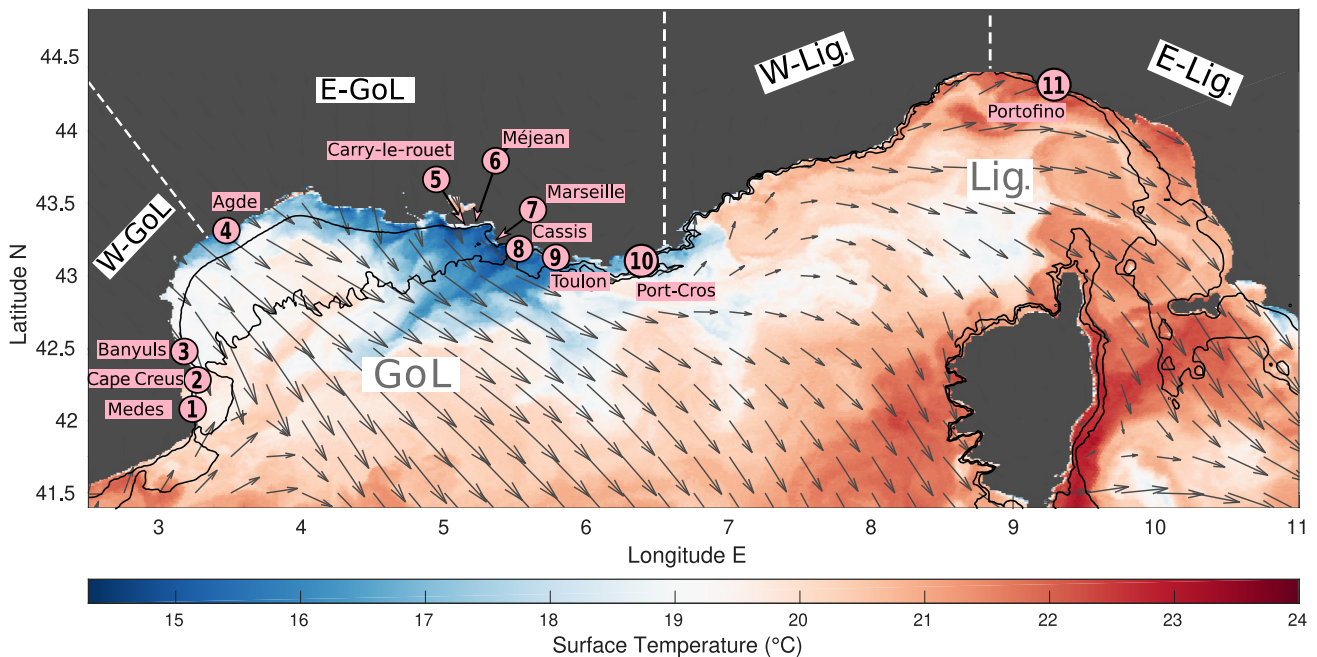 44.5
44
43.5
43
42.5
42
41.5
Latitude N
E-GoL
W-Lig.
E-Lig.
W-GoL
11
Portofino
Méjean
Carry-le-rouet
6
5
Marseille
7
Agde
4
Cassis
8
9
Toulon
10
Port-Cros
Lig.
GoL
Banyuls
3
Cape Creus
2
Medes
1
3 4 5 6 7 8 9 10 11
Longitude E
15 16 17 18 19 20 21 22 23 24
Surface Temperature (°C)